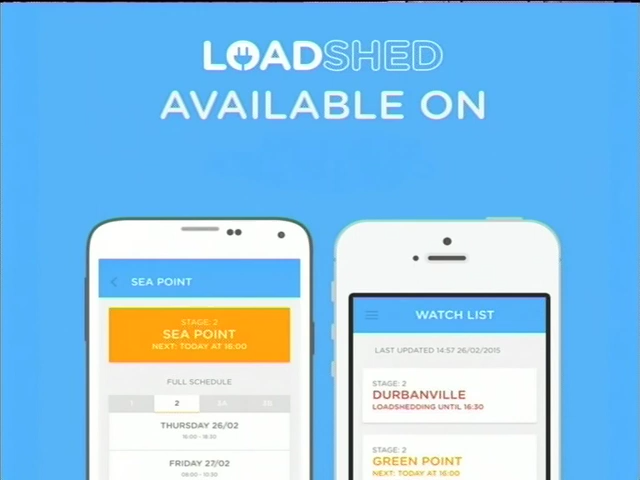 LOADSHED
AVAILABLE ON
SEA POINT
STAGE: 2
SEA POINT
NEXT: TODAY AT 16:00
FULL SCHEDULE
1 2 3A 3B
THURSDAY 26/02
16:00 - 18:30
FRIDAY 27/02
08:00 - 10:30
WATCH LIST
LAST UPDATED 14:57 26/02/2015
STAGE: 2
DURBANVILLE
LOADSHEDDING UNTIL 16:30
STAGE: 2
GREEN POINT
NEXT: TODAY AT 16:00